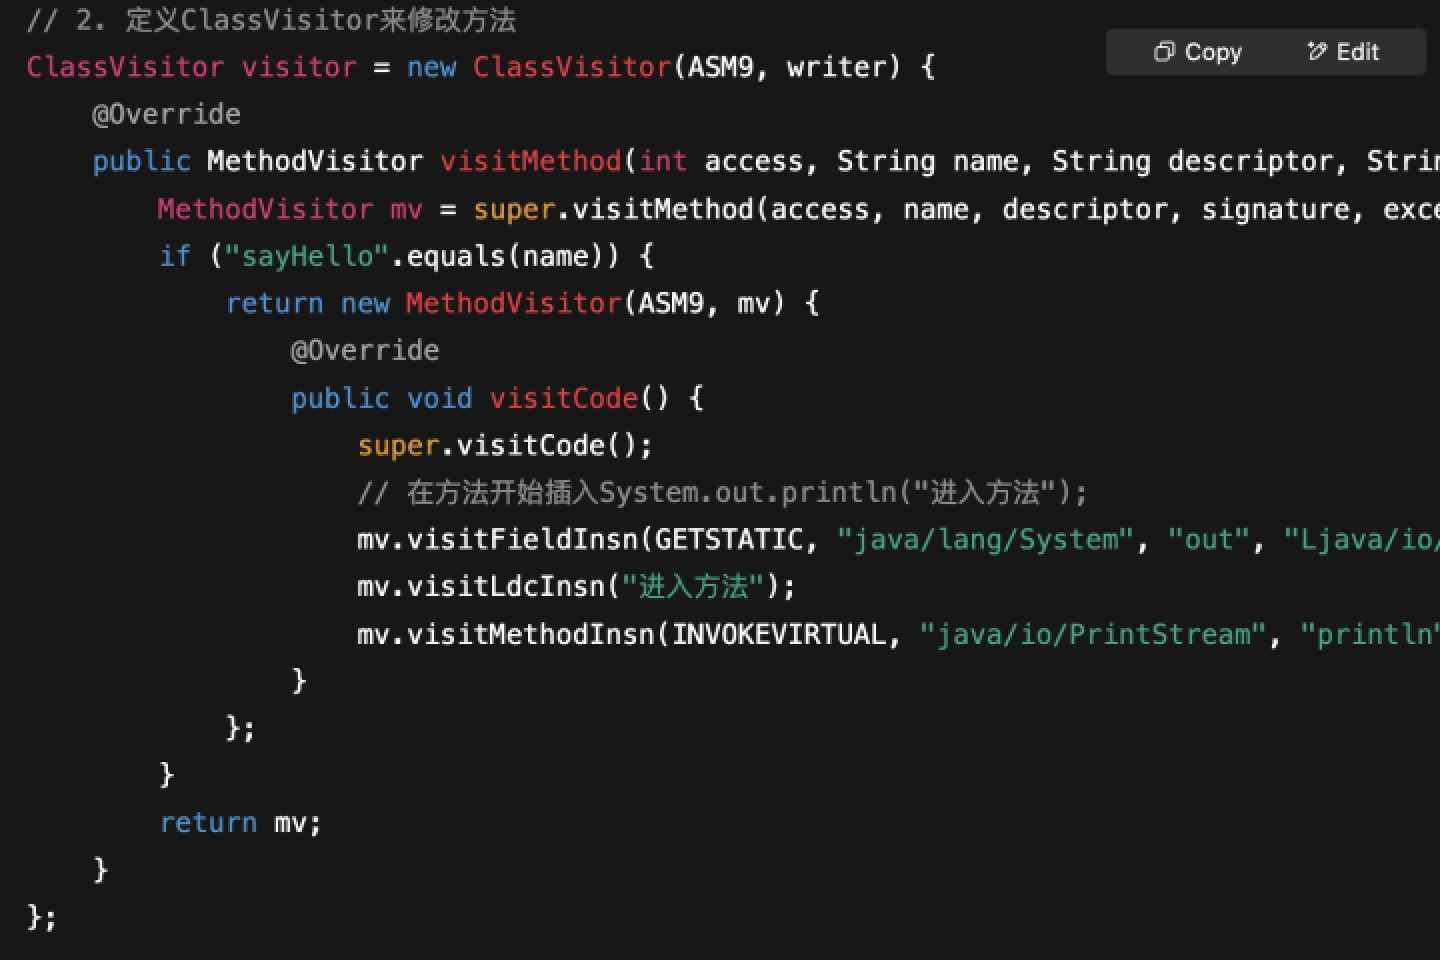 // 2. 定义ClassVisitor来修改方法
Copy Edit
ClassVisitor visitor = new ClassVisitor(ASM9, writer) {
    @Override
    public MethodVisitor visitMethod(int access, String name, String descriptor, Strin
        MethodVisitor mv = super.visitMethod(access, name, descriptor, signature, exce
        if ("sayHello".equals(name)) {
            return new MethodVisitor(ASM9, mv) {
                @Override
                public void visitCode() {
                    super.visitCode();
                    // 在方法开始插入System.out.println("进入方法");
                    mv.visitFieldInsn(GETSTATIC, "java/lang/System", "out", "Ljava/io/
                    mv.visitLdcInsn("进入方法");
                    mv.visitMethodInsn(INVOKEVIRTUAL, "java/io/PrintStream", "println"
                }
            };
        }
        return mv;
    }
};